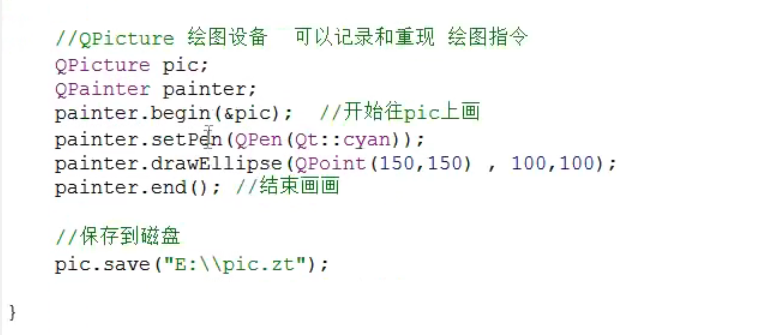 //QPicture 绘图设备  可以记录和重现 绘图指令
QPicture pic;
QPainter painter;
painter.begin(&pic);  //开始往pic上画
painter.setPen(QPen(Qt::cyan));
painter.drawEllipse(QPoint(150,150) , 100,100);
painter.end(); //结束画画
//保存到磁盘
pic.save("E:\\pic.zt");
}